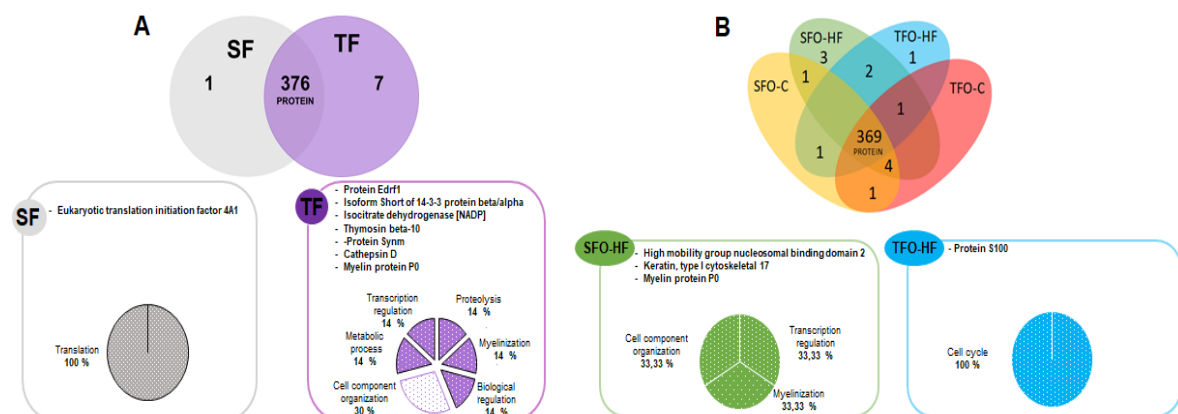 A
SF
TF
1
376
PROTEIN
7
SF
- Eukaryotic translation initiation factor 4A1
Translation
100 %
TF
- Protein Edrf1
- Isoform Short of 14-3-3 protein beta/alpha
- Isocitrate dehydrogenase [NADP]
- Thymosin beta-10
- -Protein Synm
- Cathepsin D
- Myelin protein P0
Transcription
regulation
14 %
Proteolysis
14 %
Metabolic
process
14 %
Myelinization
14 %
Cell component
organization
30 %
Biological
regulation
14 %
B
SFO-HF
TFO-HF
SFO-C
TFO-C
3
1
1
2
1
369
PROTEIN
1
4
1
SFO-HF
- High mobility group nucleosomal binding domain 2
- Keratin, type I cytoskeletal 17
- Myelin protein P0
Cell component
organization
33,33 %
Transcription
regulation
33,33 %
Myelinization
33,33 %
TFO-HF
- Protein S100
Cell cycle
100 %